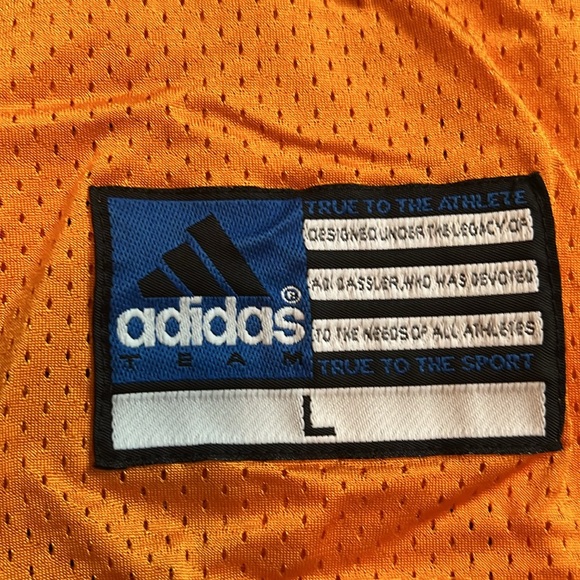 TRUE TO THE ATHLETE
DESIGNED UNDER THE LEGACY OF
ADI DASSLER, WHO WAS DEVOTED
TO THE NEEDS OF ALL ATHLETES
TRUE TO THE SPORT
adidas®
TEAM
L